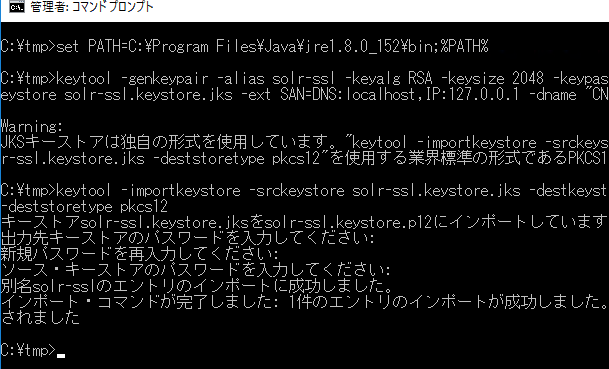 管理者: コマンド プロンプト
C:¥tmp>set PATH=C:¥Program Files¥Java¥jre1.8.0_152¥bin;%PATH%
C:¥tmp>keytool -genkeypair -alias solr-ssl -keyalg RSA -keysize 2048 -keypas
eystore solr-ssl.keystore.jks -ext SAN=DNS:localhost,IP:127.0.0.1 -dname "CN
Warning:
JKSキーストアは独自の形式を使用しています。"keytool -importkeystore -srckeys
r-ssl.keystore.jks -deststoretype pkcs12"を使用する業界標準の形式であるPKCS1
C:¥tmp>keytool -importkeystore -srckeystore solr-ssl.keystore.jks -destkeyst
-deststoretype pkcs12
キーストアsolr-ssl.keystore.jksをsolr-ssl.keystore.p12にインポートしています
出力先キーストアのパスワードを入力してください:
新規パスワードを再入力してください:
ソース・キーストアのパスワードを入力してください:
別名solr-sslのエントリのインポートに成功しました。
インポート・コマンドが完了しました: 1件のエントリのインポートが成功しました。
されました
C:¥tmp>